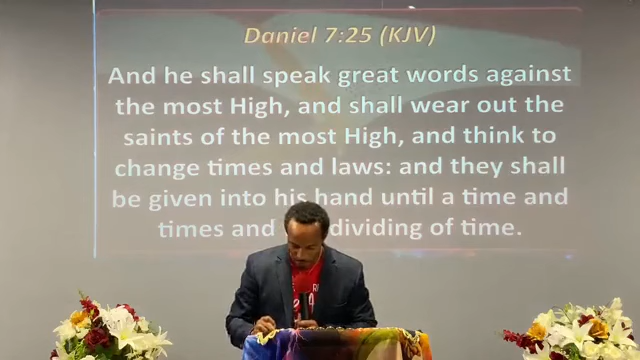 Daniel 7:25 (KJV)
And he shall speak great words against
the most High, and shall wear out the
saints of the most High, and think to
change times and laws: and they shall
be given into his hand until a time and
times and dividing of time.